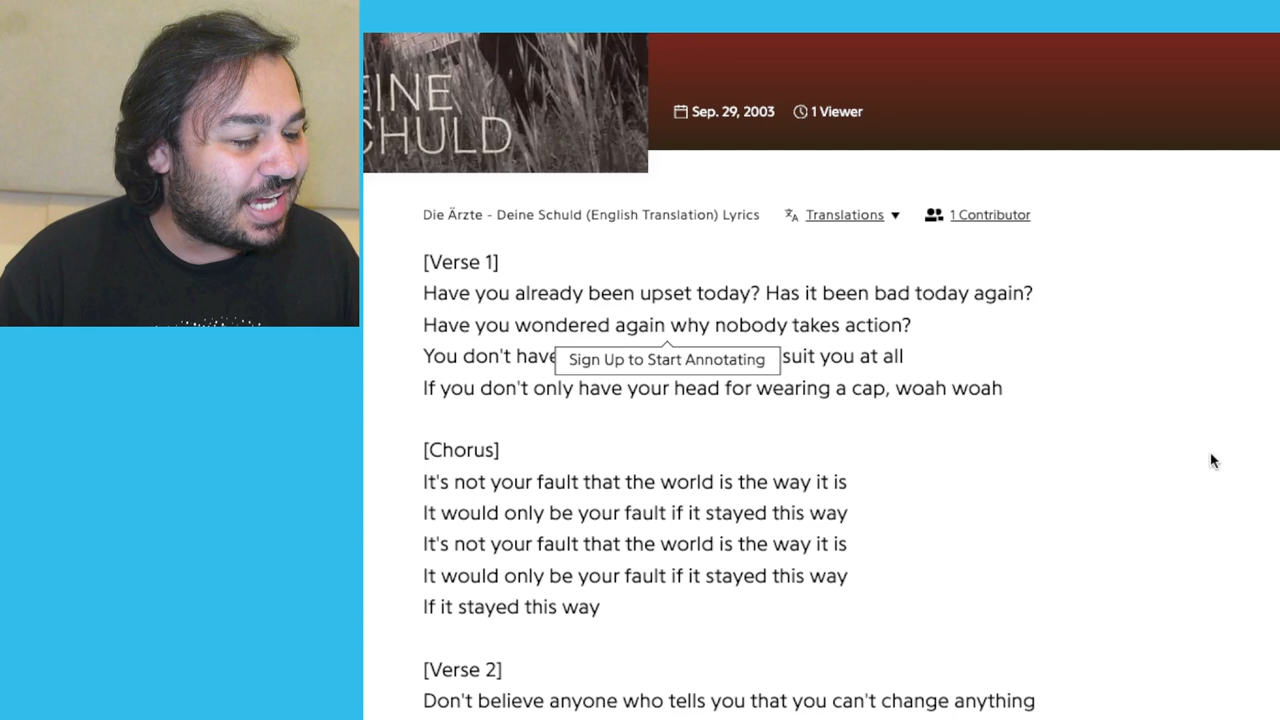 EINE
CHULD
Sep. 29, 2003 1 Viewer
Die Ärzte - Deine Schuld (English Translation) Lyrics Translations ▼ 1 Contributor
[Verse 1]
Have you already been upset today? Has it been bad today again?
Have you wondered again why nobody takes action?
You don't have suit you at all
Sign Up to Start Annotating
If you don't only have your head for wearing a cap, woah woah
[Chorus]
It's not your fault that the world is the way it is
It would only be your fault if it stayed this way
It's not your fault that the world is the way it is
It would only be your fault if it stayed this way
If it stayed this way
[Verse 2]
Don't believe anyone who tells you that you can't change anything